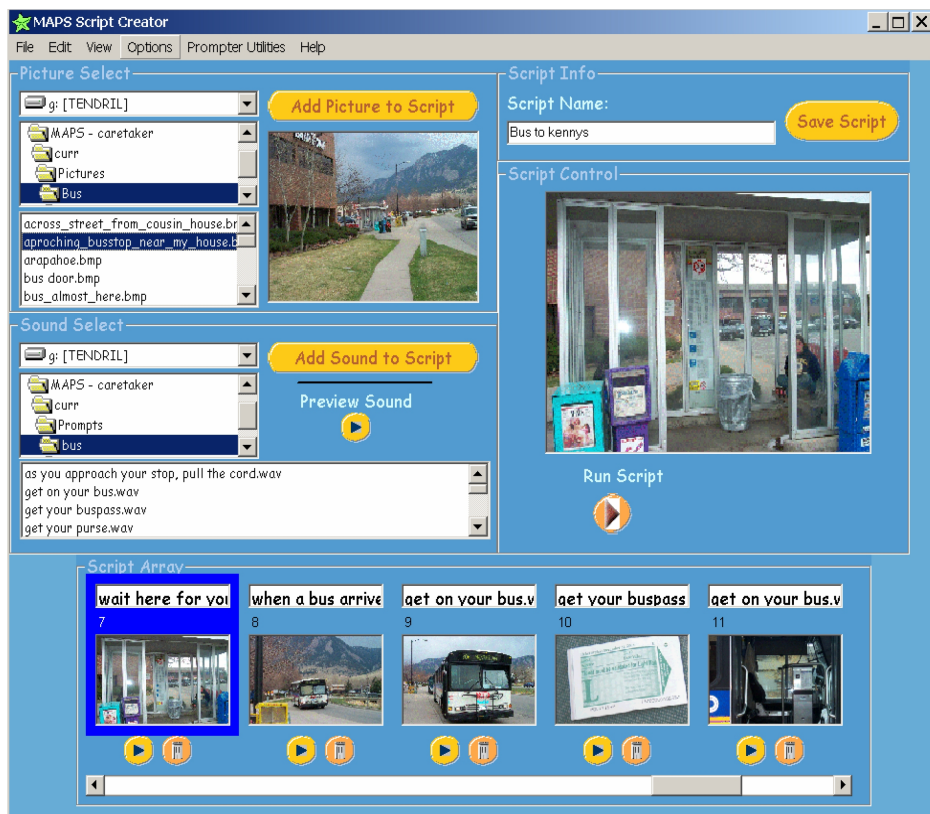 MAPS Script Creator
File Edit View Options Prompter Utilities Help
Picture Select
g: [TENDRIL]
Add Picture to Script
MAPS - caretaker
curr
Pictures
Bus
across_street_from_cousin_house.br
aproching_busstop_near_my_house.b
arapahoe.bmp
bus door.bmp
bus_almost_here.bmp
Script Info
Script Name:
Bus to kennys
Save Script
Script Control
Run Script
Sound Select
g: [TENDRIL]
Add Sound to Script
MAPS - caretaker
curr
Prompts
bus
Preview Sound
as you approach your stop, pull the cord.wav
get on your bus.wav
get your buspass.wav
get your purse.wav
Script Array
wait here for you when a bus arrive get on your bus.w get your buspass get on your bus.w
7 8 9 10 11